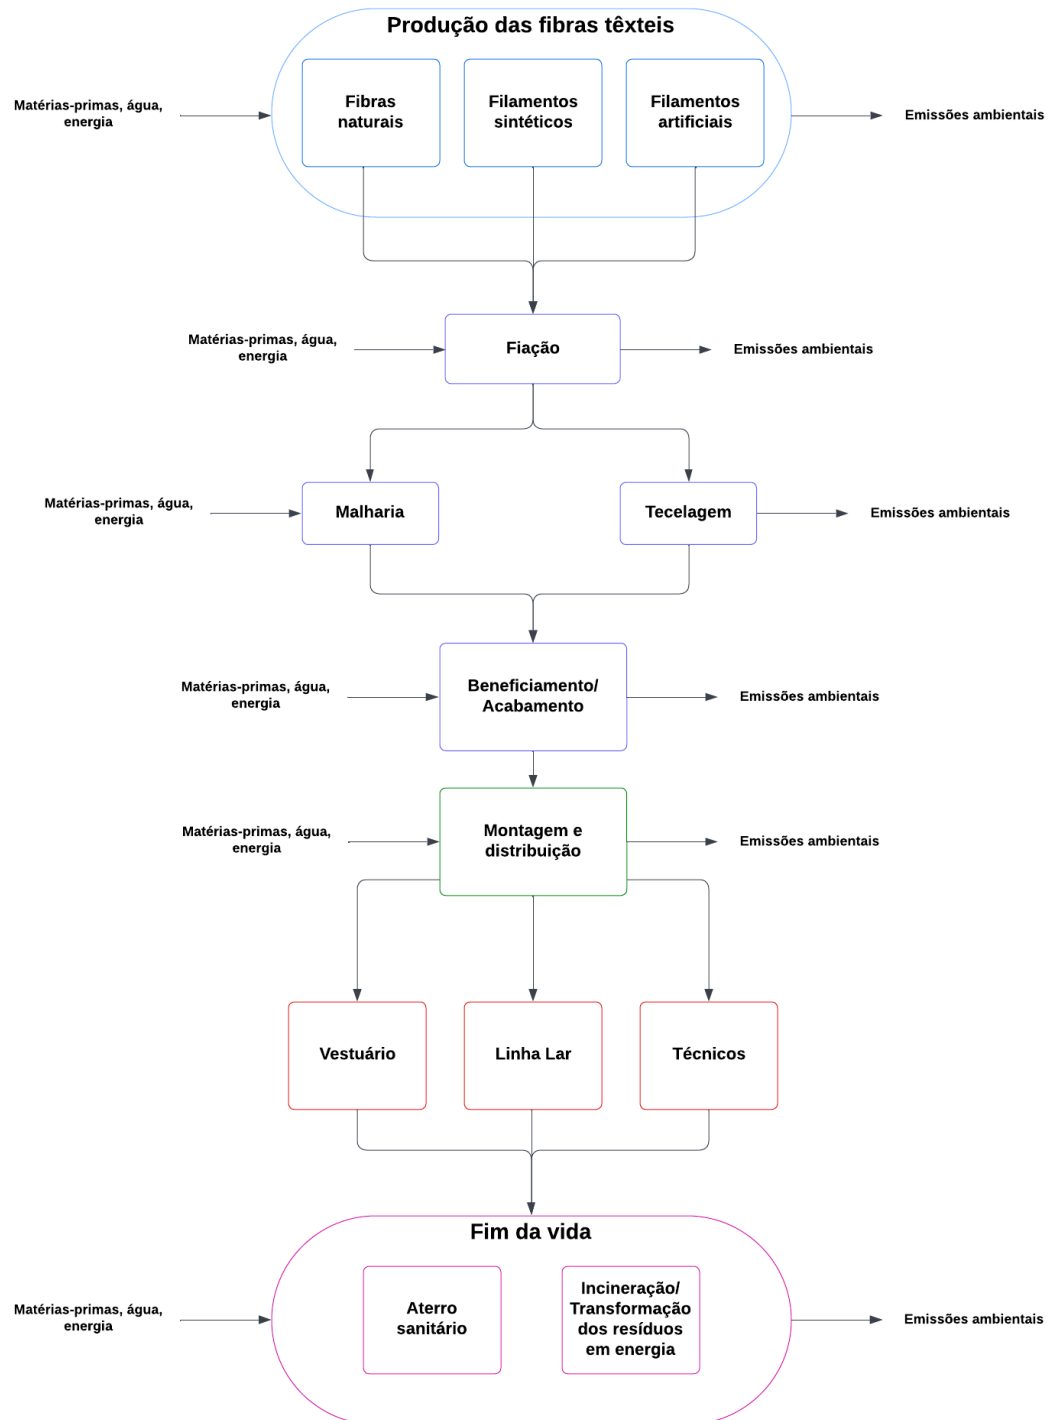 Produção das fibras têxteis
Matérias-primas, água,
energia
Fibras
naturais
Filamentos
sintéticos
Filamentos
artificiais
Emissões ambientais
Matérias-primas, água,
energia
Fiação
Emissões ambientais
Matérias-primas, água,
energia
Malharia
Tecelagem
Emissões ambientais
Matérias-primas, água,
energia
Beneficiamento/
Acabamento
Emissões ambientais
Matérias-primas, água,
energia
Montagem e
distribuição
Emissões ambientais
Vestuário
Linha Lar
Técnicos
Fim da vida
Matérias-primas, água,
energia
Aterro
sanitário
Incineração/
Transformação
dos resíduos
em energia
Emissões ambientais